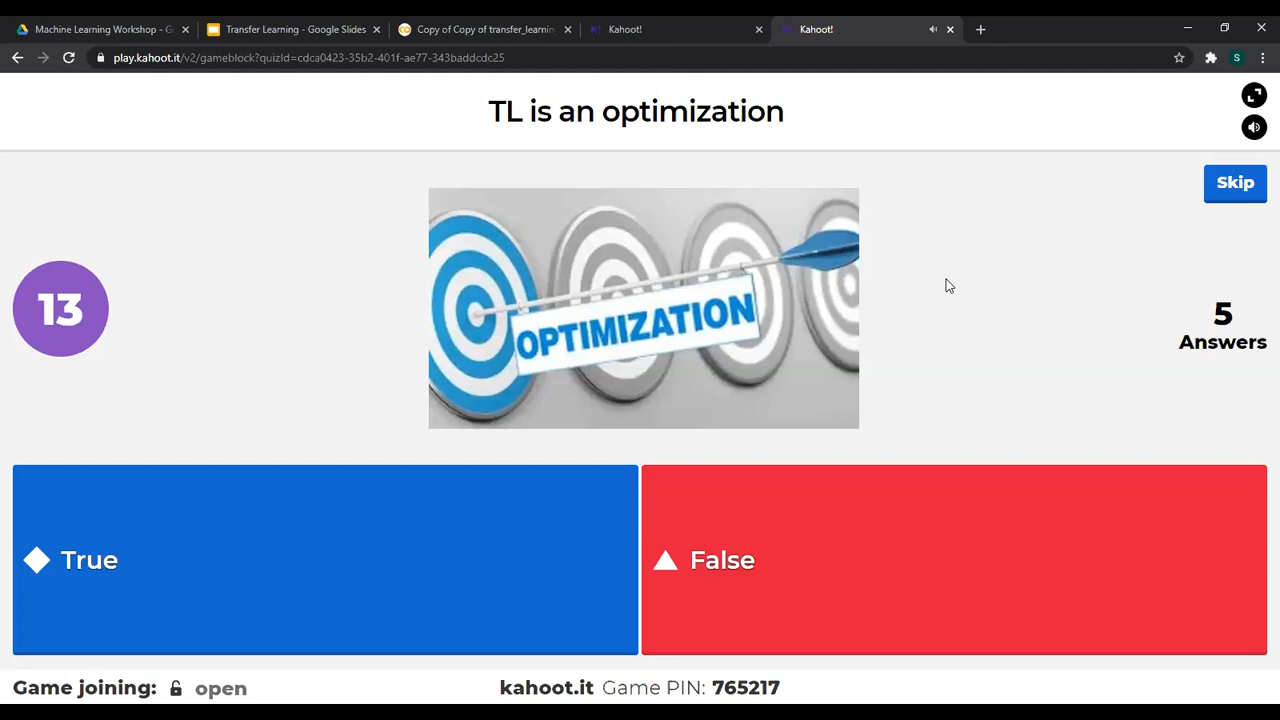 Machine Learning Workshop - G
Transfer Learning - Google Slides
Copy of Copy of transfer_learnin
Kahoot!
Kahoot!
play.kahoot.it/v2/gameblock?quizId=cdca0423-35b2-401f-ae77-343baddcdc25
S
TL is an optimization
Skip
13
OPTIMIZATION
5
Answers
True
False
Game joining: open
kahoot.it Game PIN: 765217